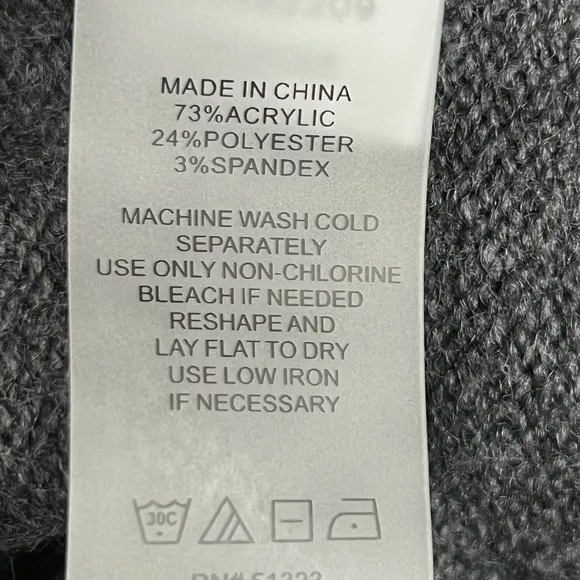 MADE IN CHINA
73%ACRYLIC
24%POLYESTER
3%SPANDEX
MACHINE WASH COLD
SEPARATELY
USE ONLY NON-CHLORINE
BLEACH IF NEEDED
RESHAPE AND
LAY FLAT TO DRY
USE LOW IRON
IF NECESSARY
30C